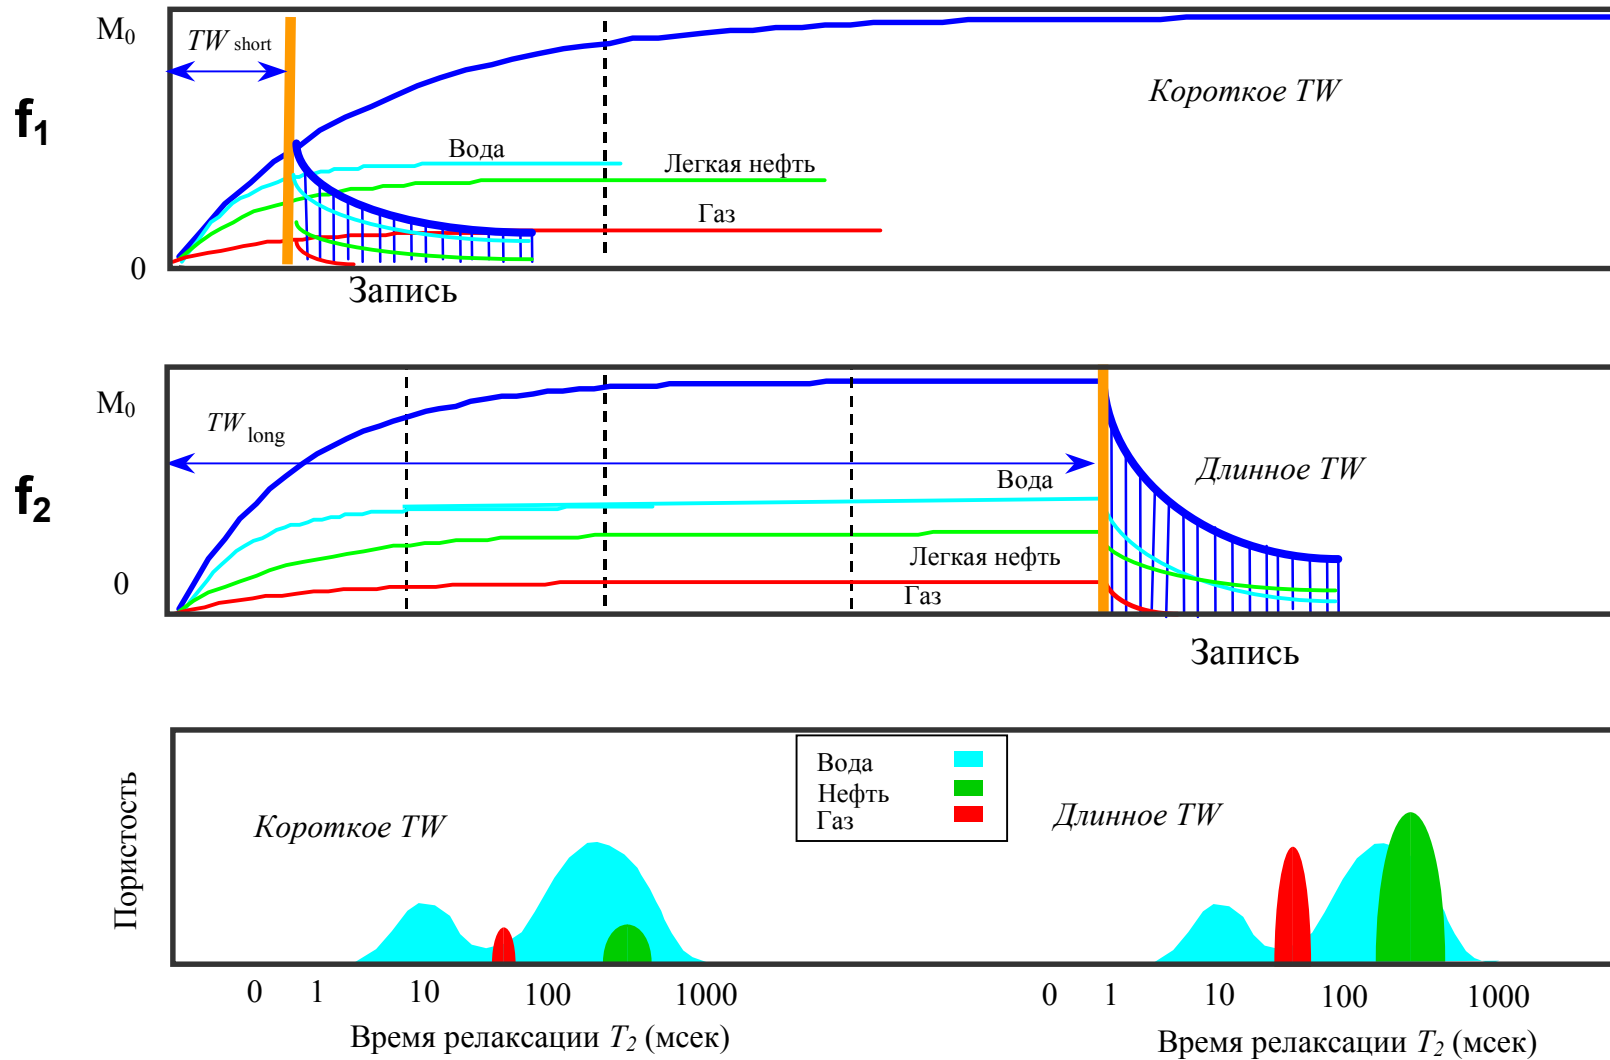 M₀
TW short
Короткое TW
f₁
Вода
Легкая нефть
Газ
0
Запись
M₀
TW long
Длинное TW
Вода
f₂
Легкая нефть
0
Газ
Запись
Пористость
Короткое TW
Вода
Нефть
Газ
Длинное TW
0 1 10 100 1000
0 1 10 100 1000
Время релаксации T₂ (мсек)
Время релаксации T₂ (мсек)